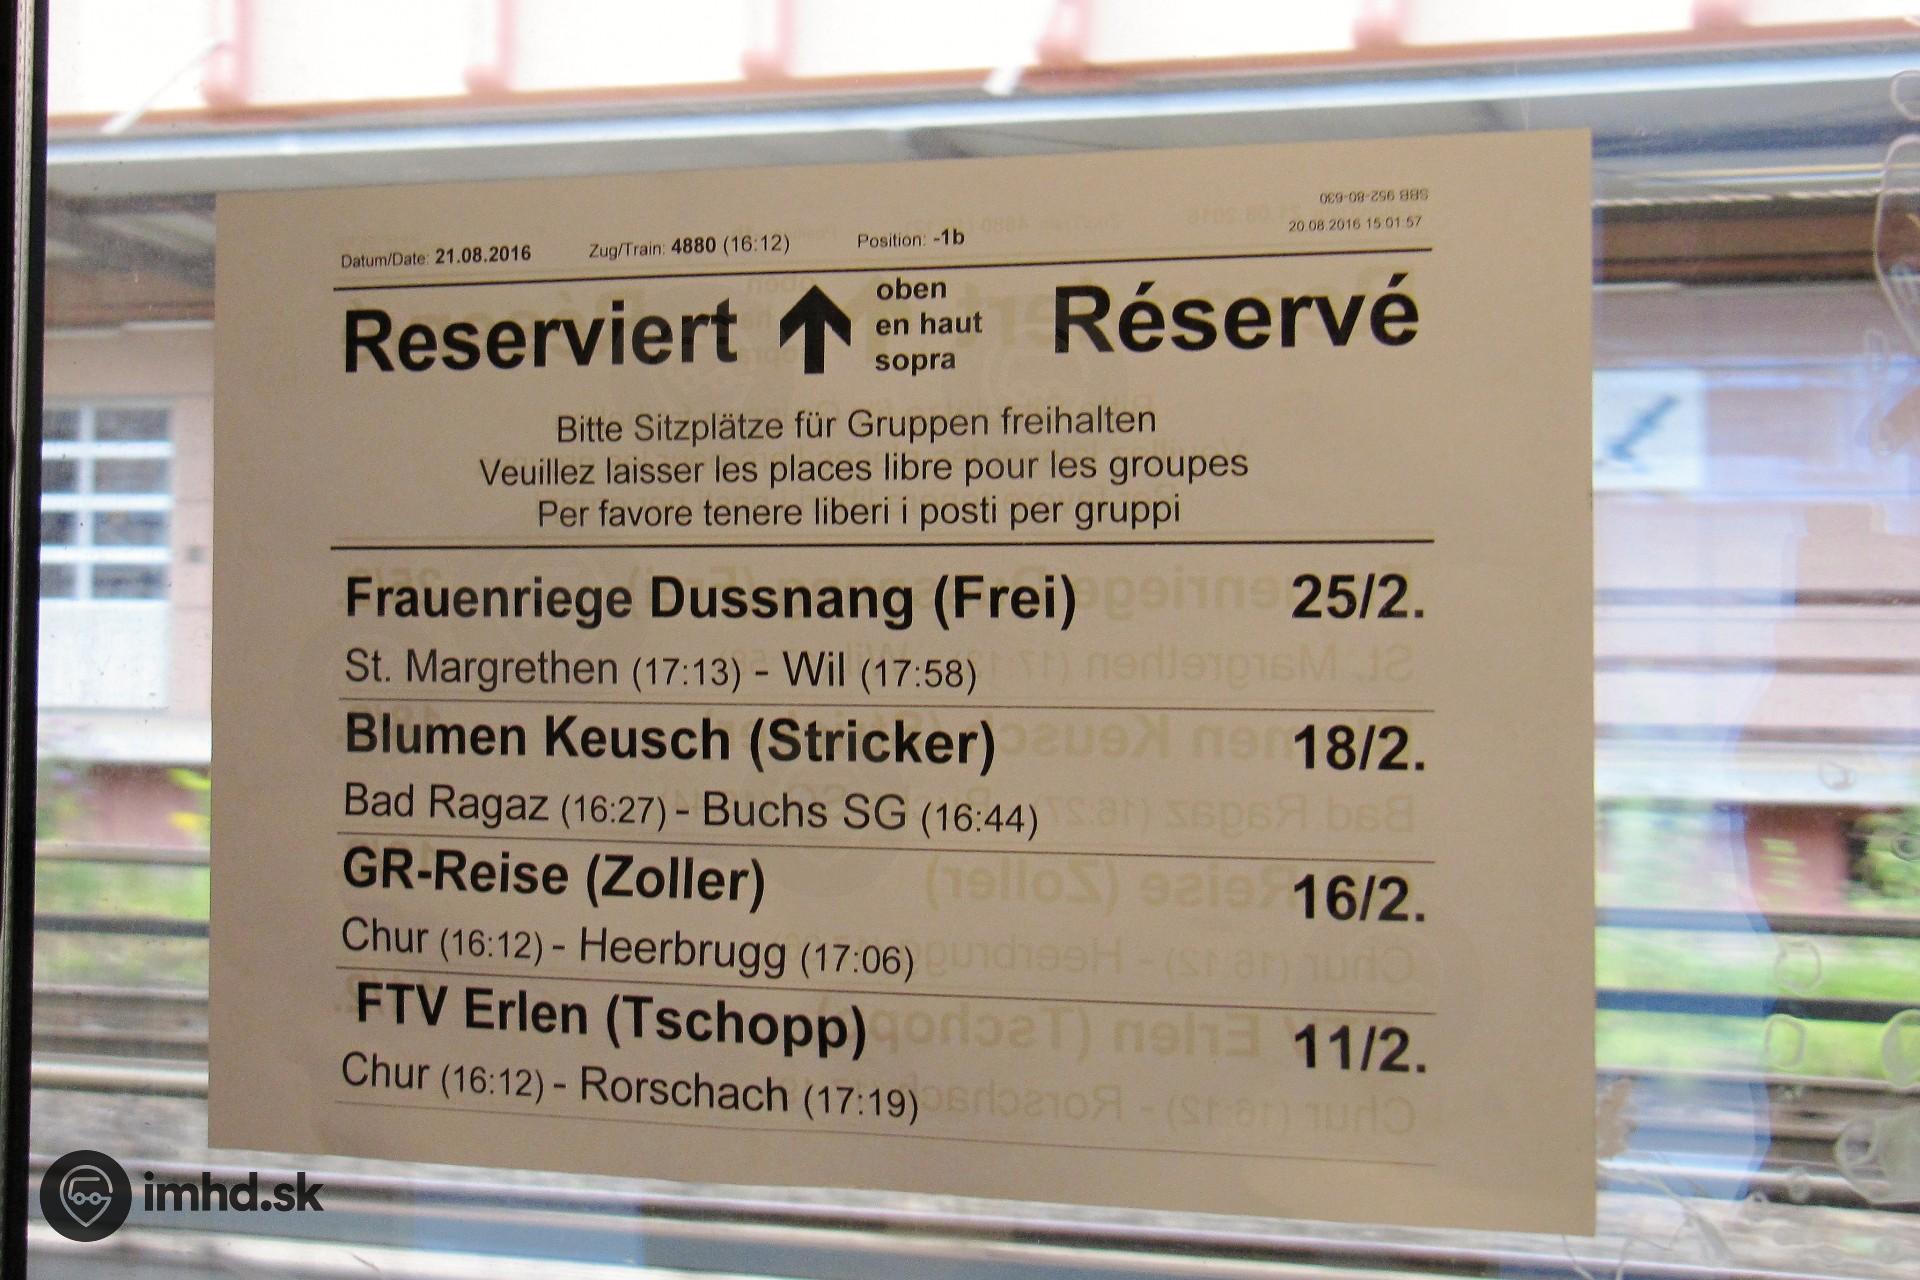 SBB 952-80-630
20.08.2016 15:01:57
Datum/Date: 21.08.2016 Zug/Train: 4880 (16:12) Position: -1b
Reserviert oben Réservé
en haut
sopra
Bitte Sitzplätze für Gruppen freihalten
Veuillez laisser les places libre pour les groupes
Per favore tenere liberi i posti per gruppi
Frauenriege Dussnang (Frei) 25/2.
St. Margrethen (17:13) - Wil (17:58)
Blumen Keusch (Stricker) 18/2.
Bad Ragaz (16:27) - Buchs SG (16:44)
GR-Reise (Zoller) 16/2.
Chur (16:12) - Heerbrugg (17:06)
FTV Erlen (Tschopp) 11/2.
Chur (16:12) - Rorschach (17:19)
imhd.sk